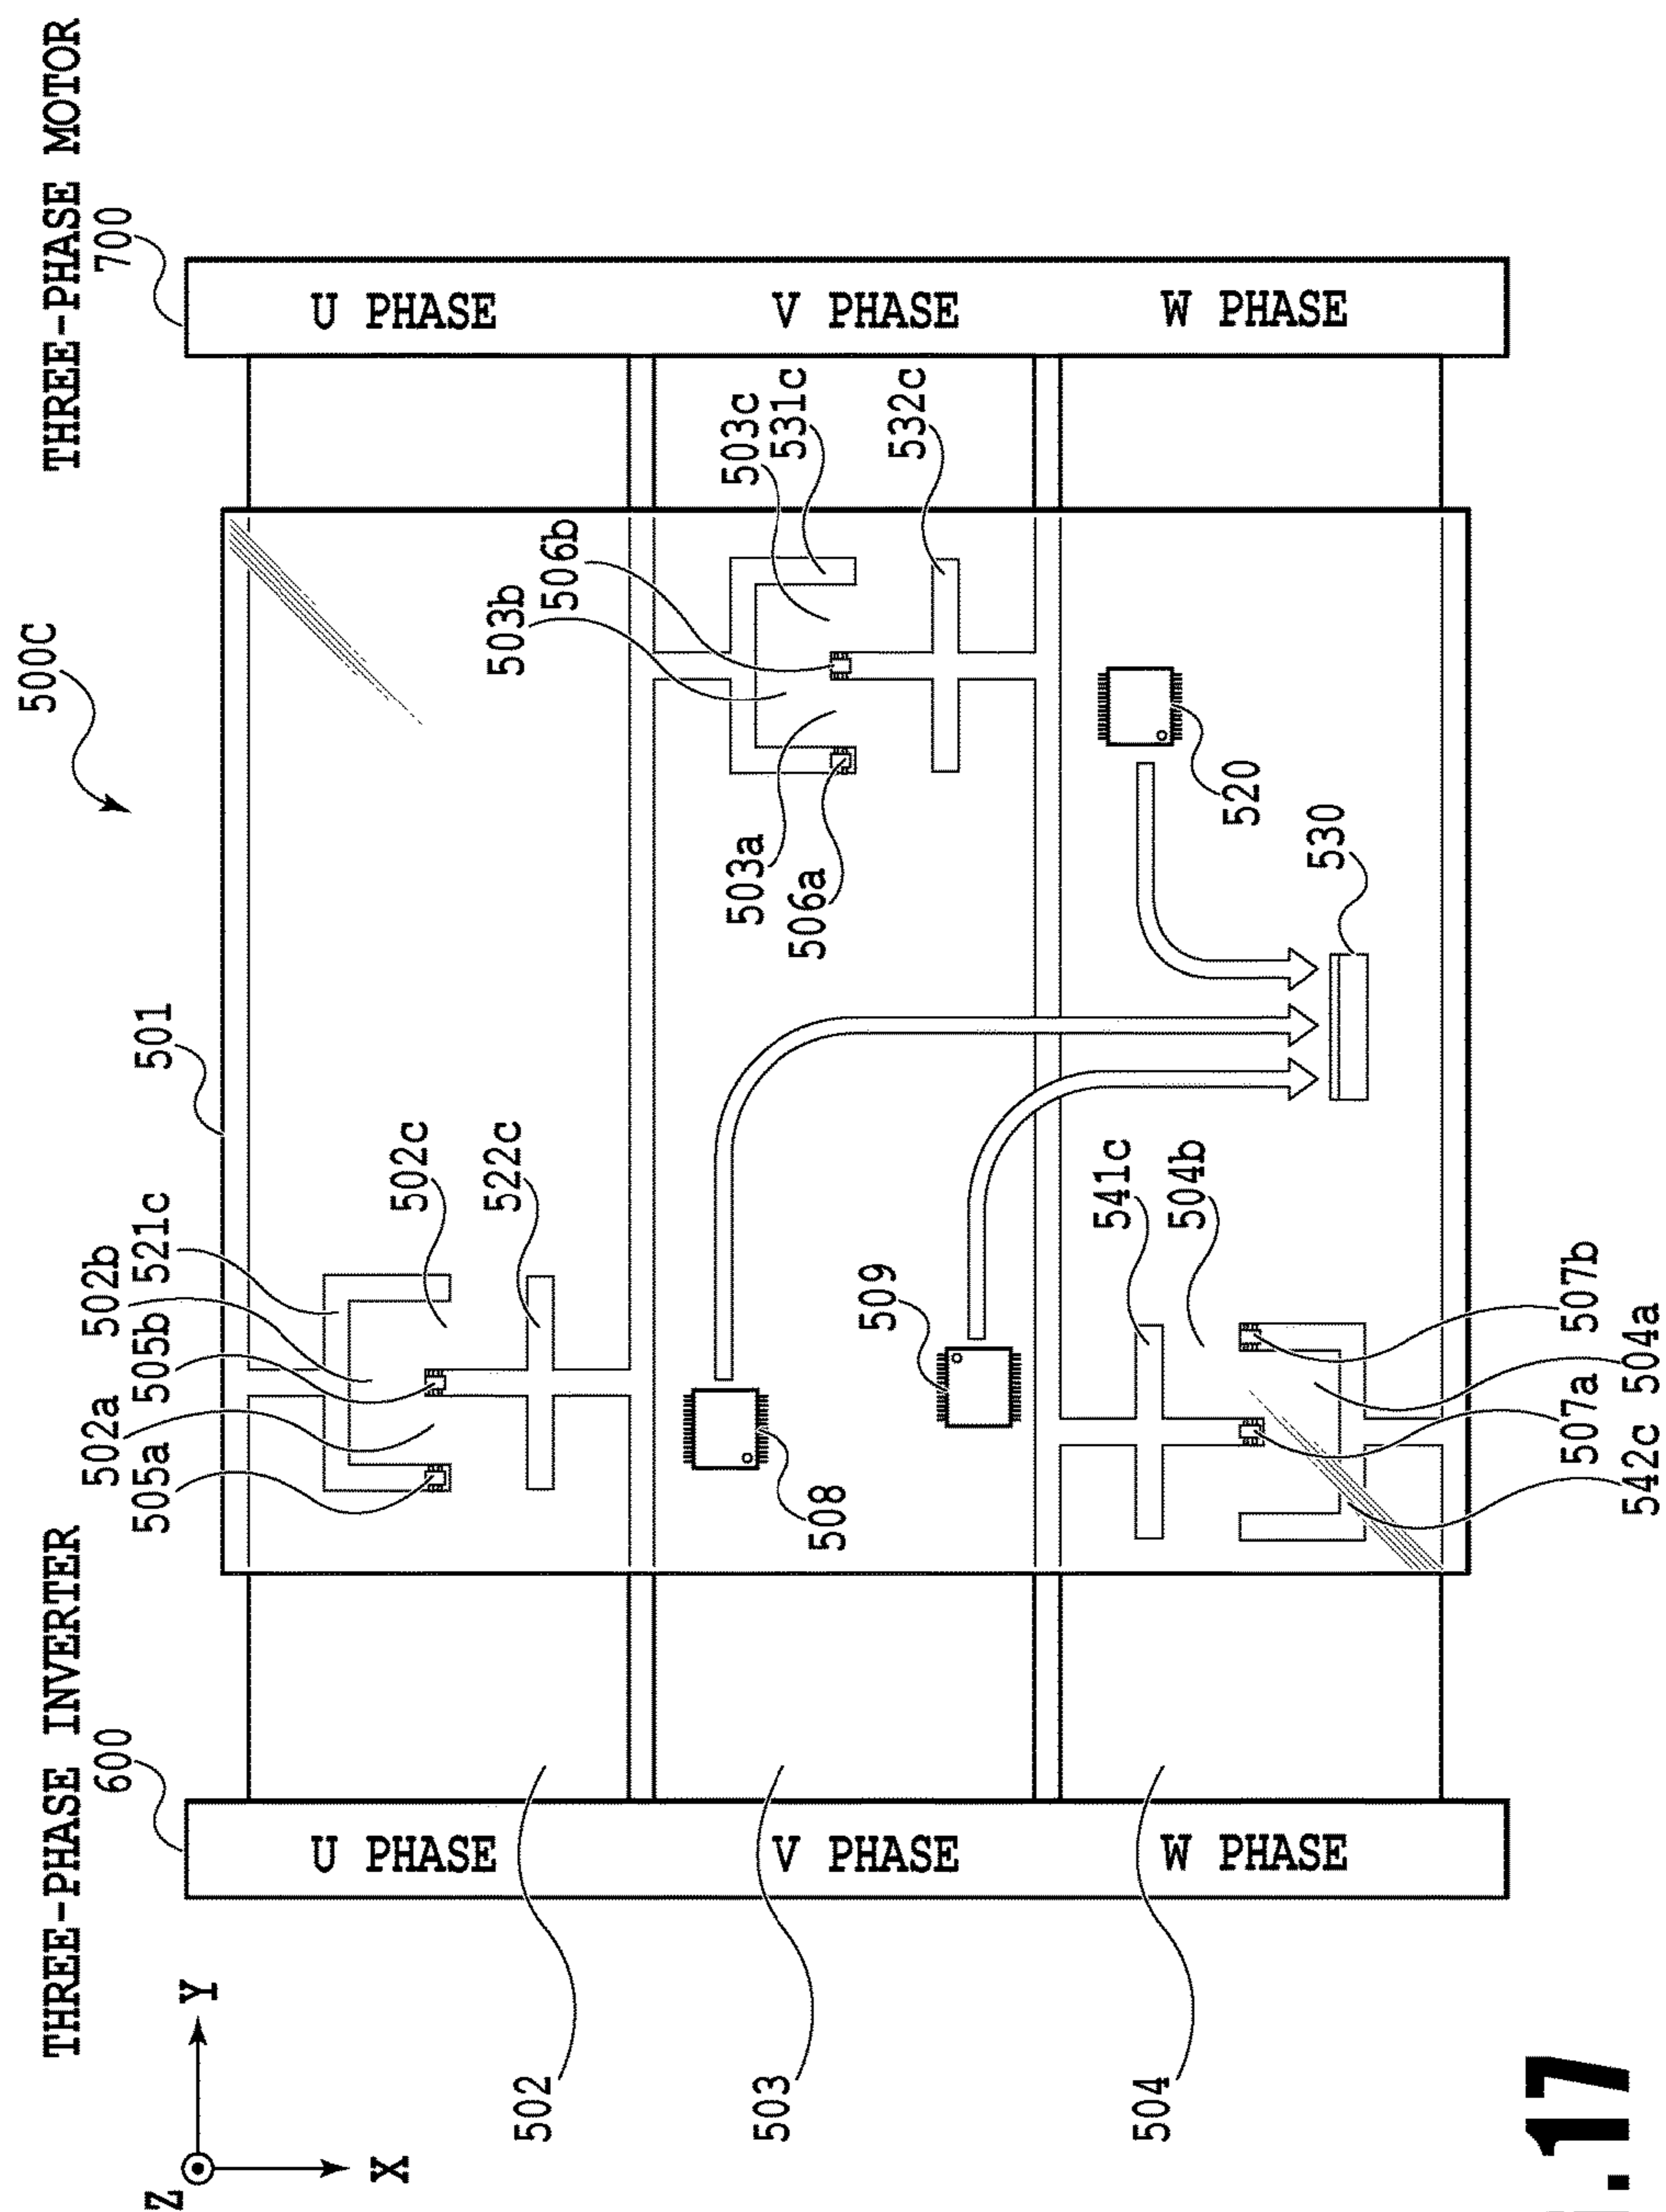 THREE-PHASE INVERTER
THREE-PHASE MOTOR
500C
600
700
501
U PHASE
V PHASE
W PHASE
U PHASE
V PHASE
W PHASE
502a
502b
505a
505b
521c
502c
522c
503b
506b
503c
531c
532c
503a
506a
508
509
520
530
541c
504b
507b
504a
507a
542c
502
503
504
Z
Y
X
.17